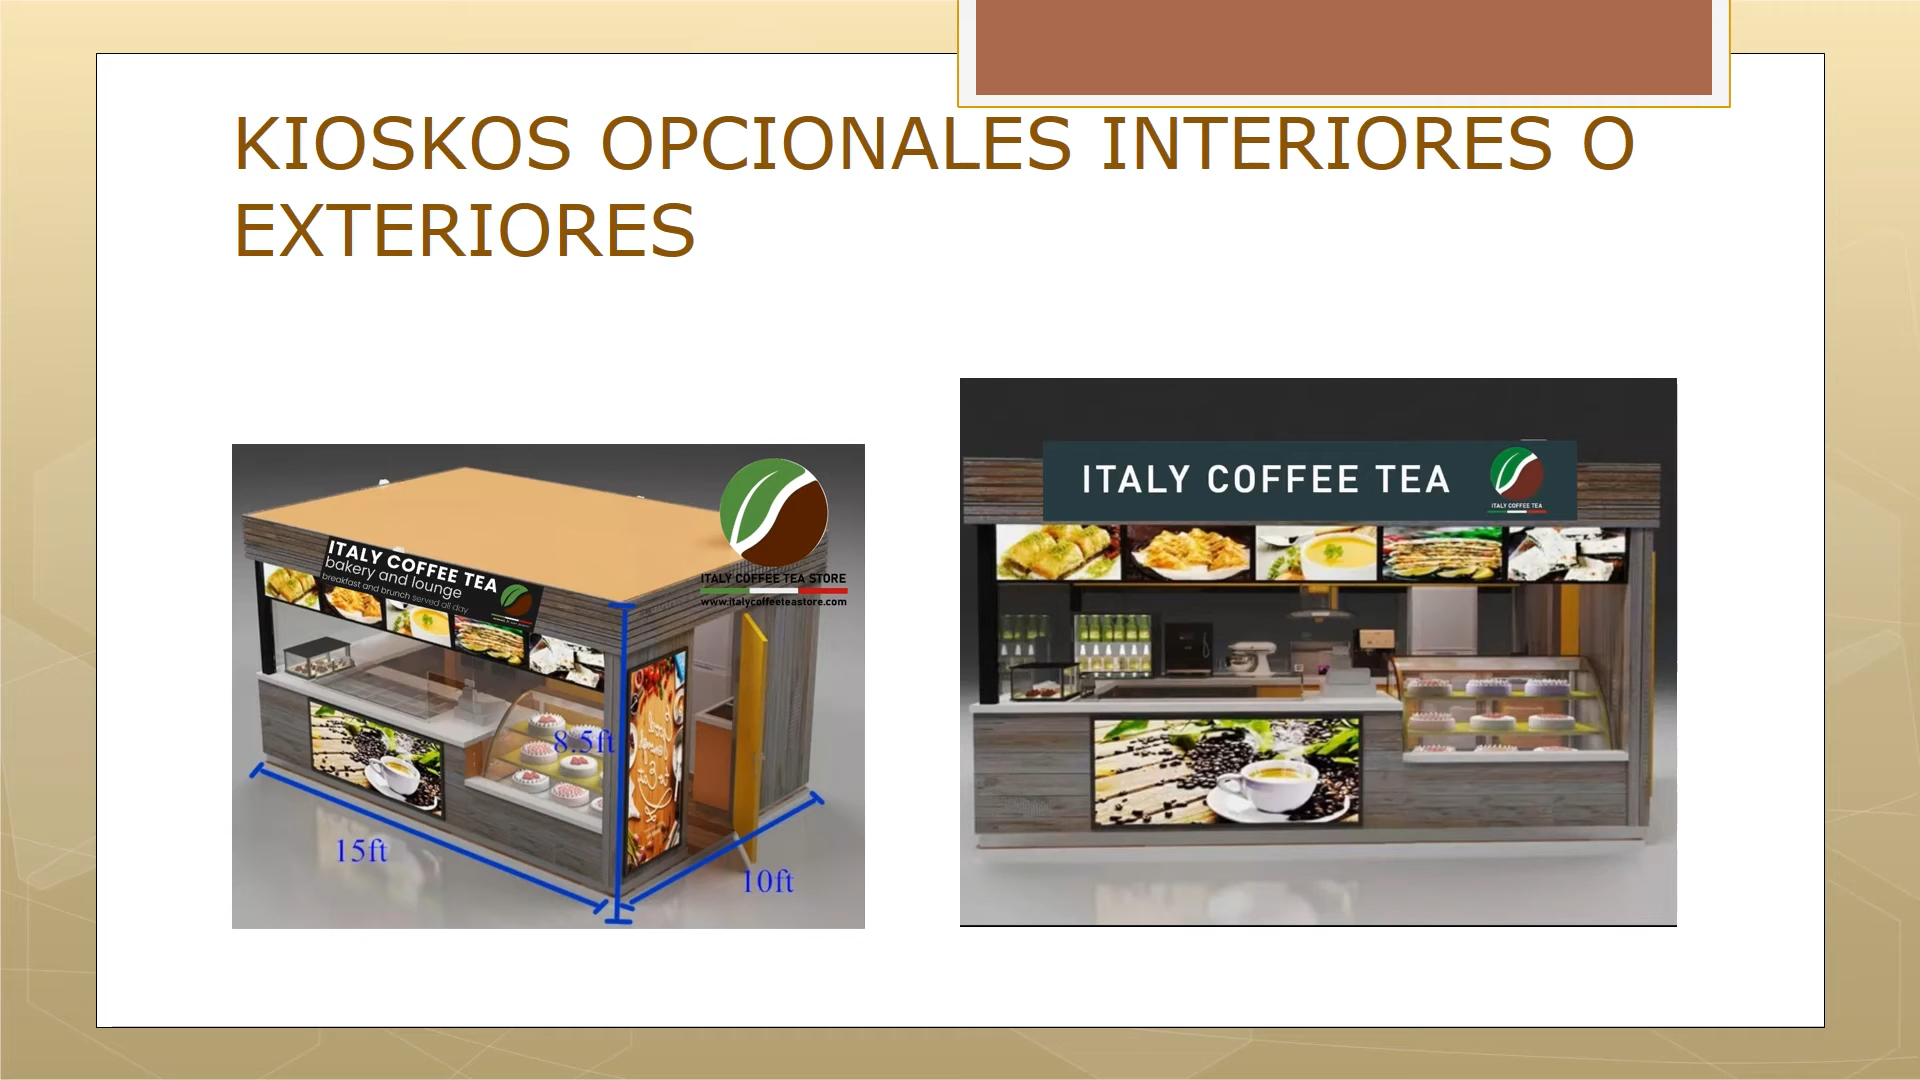 KIOSKOS OPCIONALES INTERIORES O
EXTERIORES
ITALY COFFEE TEA
bakery and lounge
breakfast and brunch served all day
ITALY COFFEE TEA STORE
www.italycoffeeteastore.com
8.5ft
15ft
10ft
ITALY COFFEE TEA
ITALY COFFEE TEA